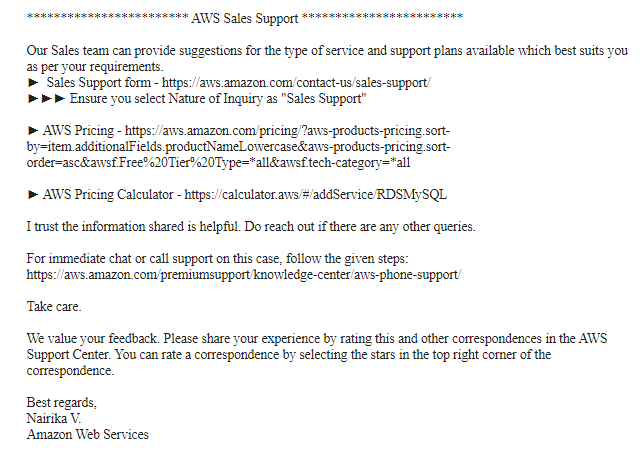 ************************ AWS Sales Support ************************
Our Sales team can provide suggestions for the type of service and support plans available which best suits you
as per your requirements.
► Sales Support form - https://aws.amazon.com/contact-us/sales-support/
►►► Ensure you select Nature of Inquiry as "Sales Support"
► AWS Pricing - https://aws.amazon.com/pricing/?aws-products-pricing.sort-
by=item.additionalFields.productNameLowercase&aws-products-pricing.sort-
order=asc&awsf.Free%20Tier%20Type=*all&awsf.tech-category=*all
► AWS Pricing Calculator - https://calculator.aws/#/addService/RDSMySQL
I trust the information shared is helpful. Do reach out if there are any other queries.
For immediate chat or call support on this case, follow the given steps:
https://aws.amazon.com/premiumsupport/knowledge-center/aws-phone-support/
Take care.
We value your feedback. Please share your experience by rating this and other correspondences in the AWS
Support Center. You can rate a correspondence by selecting the stars in the top right corner of the
correspondence.
Best regards,
Nairika V.
Amazon Web Services